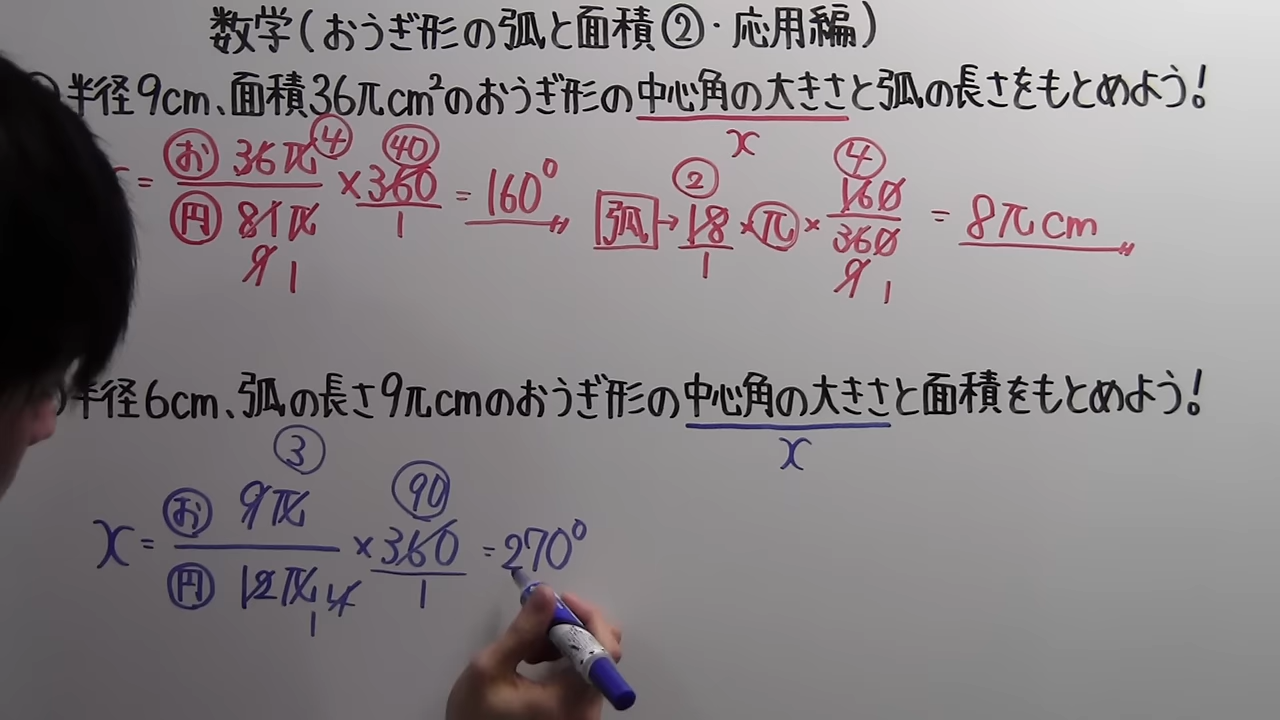 数学(おうぎ形の弧と面積②・応用編)
半径9cm、面積36πcm²のおうぎ形の中心角の大きさと弧の長さをもとめよう!
x
= お 36π ④ / 円 81π 9 1 × 360 ㊵ / 1 = 160° 弧 → 18 ② / 1 × π × 160 ④ / 360 9 1 = 8πcm
半径6cm、弧の長さ9πcmのおうぎ形の中心角の大きさと面積をもとめよう!
x
x = お 9π ③ / 円 12π 4 1 × 360 90 / 1 = 270°